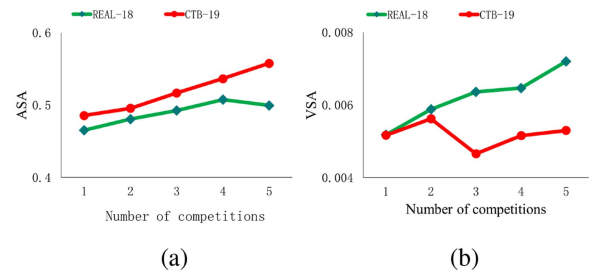 REAL-18 CTB-19
0.6
0.5
0.4
ASA
1 2 3 4 5
Number of competitions
(a)
REAL-18 CTB-19
0.008
0.006
0.004
VSA
1 2 3 4 5
Number of competitions
(b)